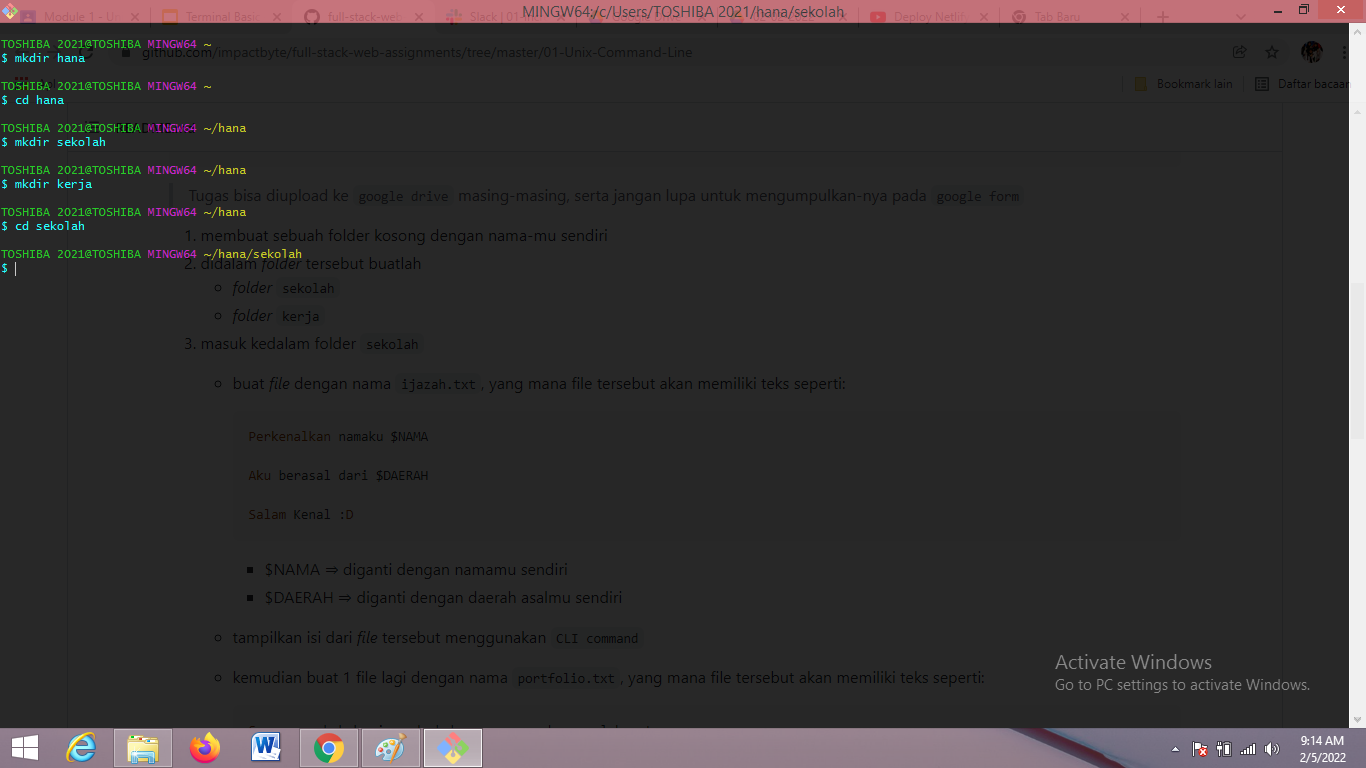 MINGW64:/c/Users/TOSHIBA 2021/hana/sekolah
Module 1 - U
Terminal Bas
full-stack-we
Slack | 01
Deploy Netlif
Tab Baru
github.com/impactbyte/full-stack-web-assignments/tree/master/01-Unix-Command-Line
Bookmark lain
Daftar bacaan
TOSHIBA 2021@TOSHIBA MINGW64 ~
$ mkdir hana
TOSHIBA 2021@TOSHIBA MINGW64 ~
$ cd hana
TOSHIBA 2021@TOSHIBA MINGW64 ~/hana
$ mkdir sekolah
TOSHIBA 2021@TOSHIBA MINGW64 ~/hana
$ mkdir kerja
TOSHIBA 2021@TOSHIBA MINGW64 ~/hana
$ cd sekolah
TOSHIBA 2021@TOSHIBA MINGW64 ~/hana/sekolah
$
Tugas bisa diupload ke google drive masing-masing, serta jangan lupa untuk mengumpulkan-nya pada google form
1. membuat sebuah folder kosong dengan nama-mu sendiri
2. didalam folder tersebut buatlah
folder sekolah
folder kerja
3. masuk kedalam folder sekolah
buat file dengan nama ijazah.txt, yang mana file tersebut akan memiliki teks seperti:
Perkenalkan namaku $NAMA
Aku berasal dari $DAERAH
Salam Kenal :D
$NAMA ⇒ diganti dengan namamu sendiri
$DAERAH ⇒ diganti dengan daerah asalmu sendiri
tampilkan isi dari file tersebut menggunakan CLI command
kemudian buat 1 file lagi dengan nama portfolio.txt, yang mana file tersebut akan memiliki teks seperti:
Activate Windows
Go to PC settings to activate Windows.
9:14 AM
2/5/2022